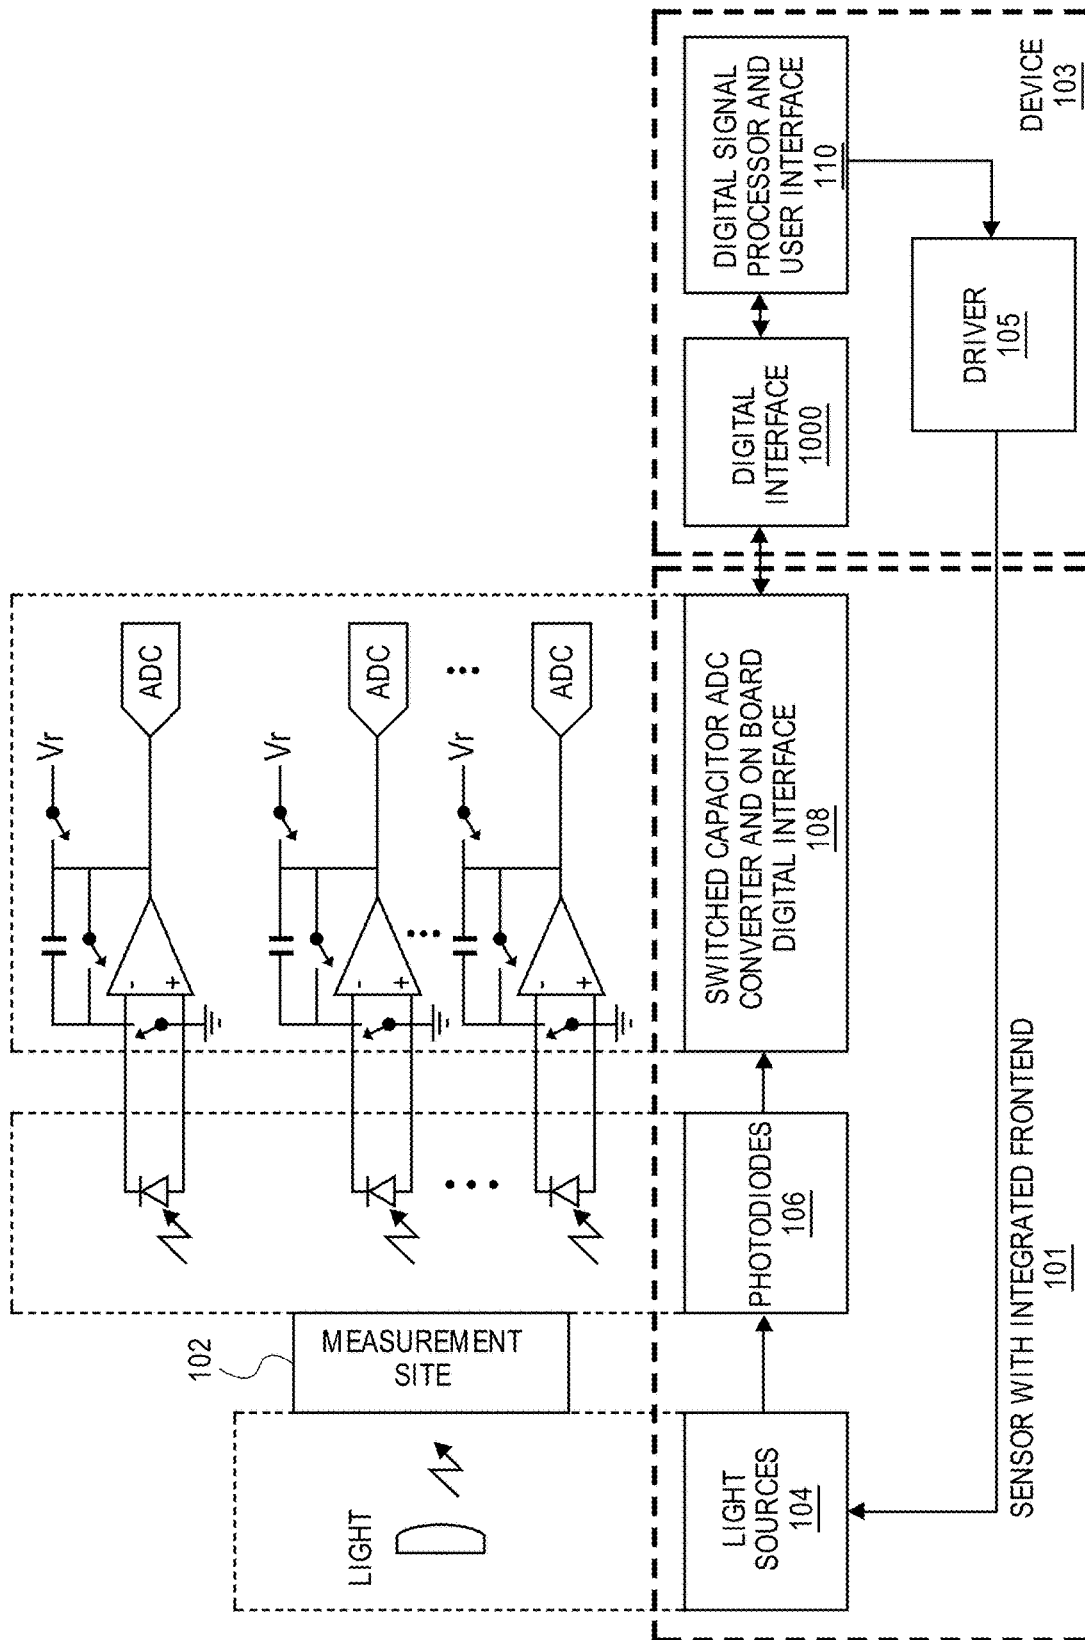 LIGHT
102
MEASUREMENT
SITE
-
+
Vr
ADC
-
+
Vr
ADC
-
+
Vr
ADC
LIGHT
SOURCES
104
PHOTODIODES
106
SWITCHED CAPACITOR ADC
CONVERTER AND ON BOARD
DIGITAL INTERFACE
108
DIGITAL
INTERFACE
1000
DIGITAL SIGNAL
PROCESSOR AND
USER INTERFACE
110
DRIVER
105
SENSOR WITH INTEGRATED FRONTEND
101
DEVICE
103